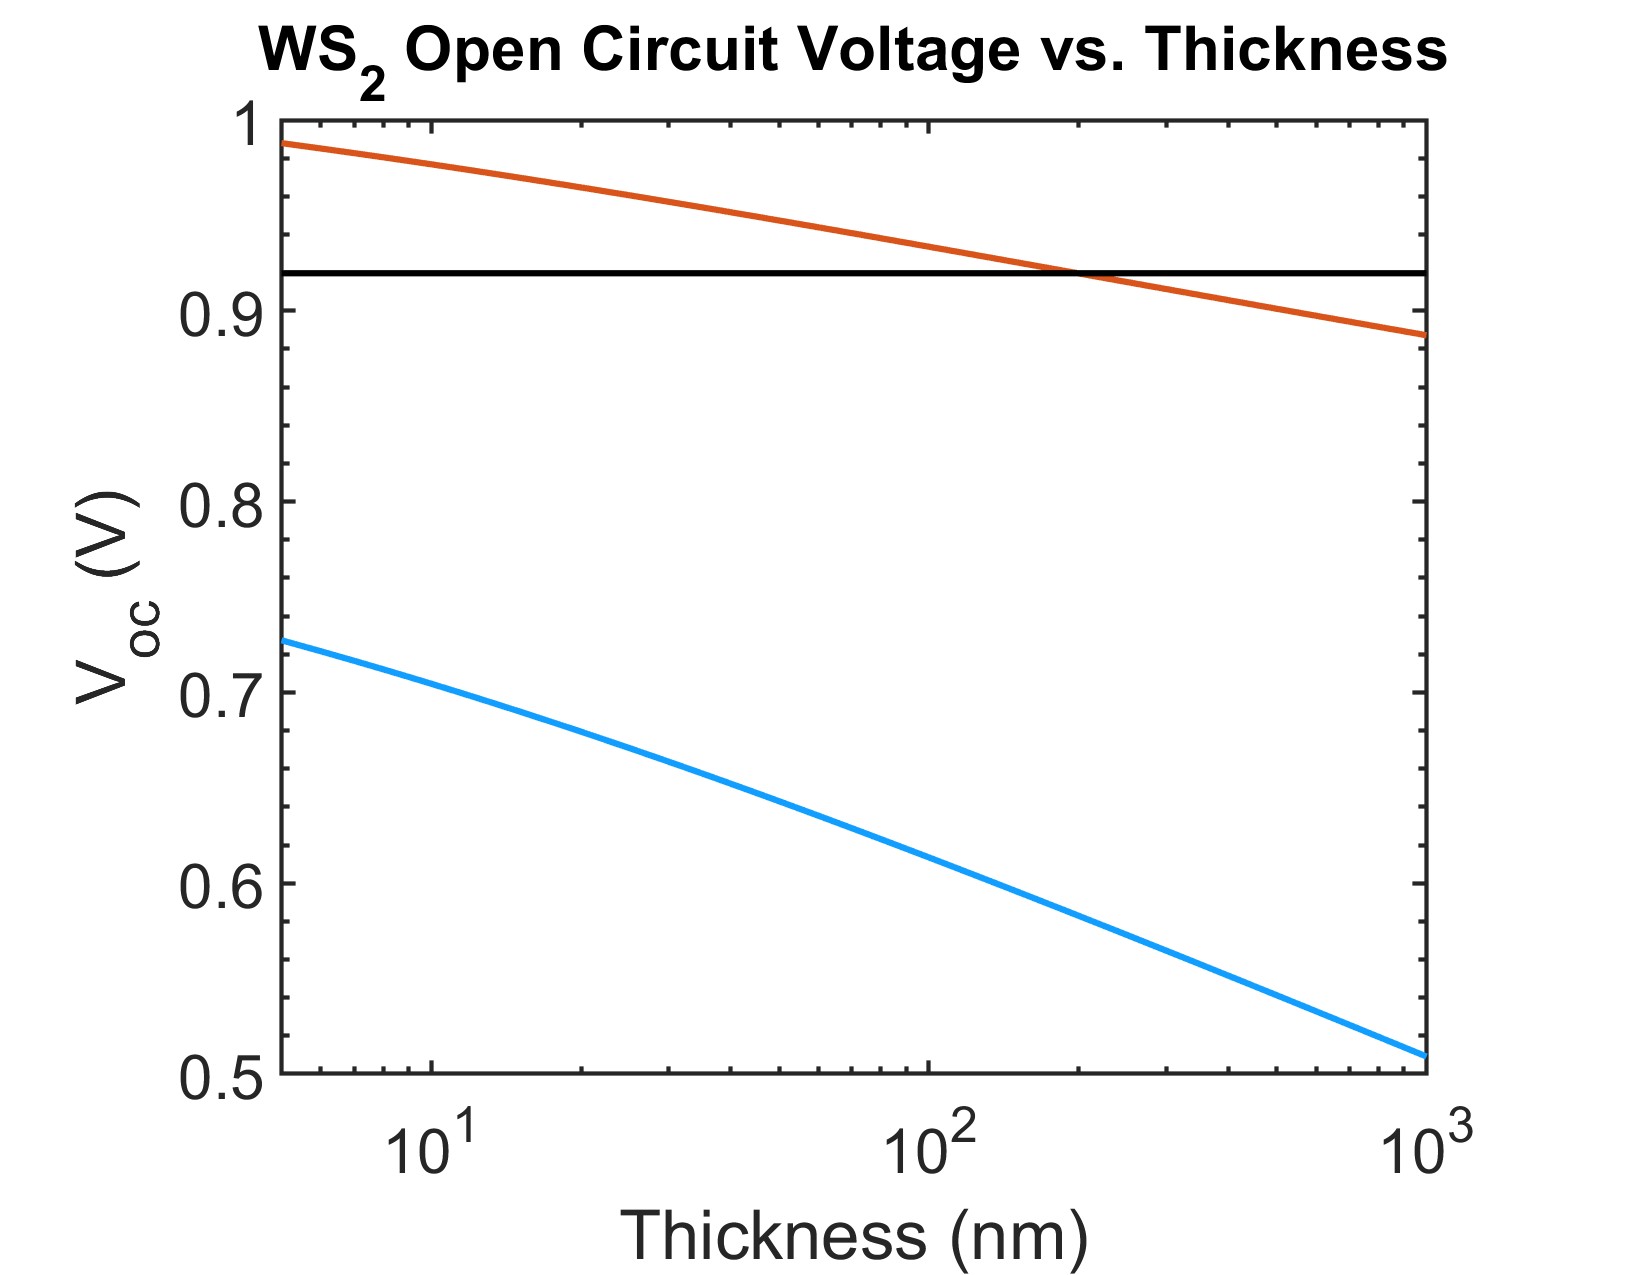 WS2 Open Circuit Voltage vs. Thickness
1
0.9
0.8
0.7
0.6
0.5
Voc (V)
10^1 10^2 10^3
Thickness (nm)